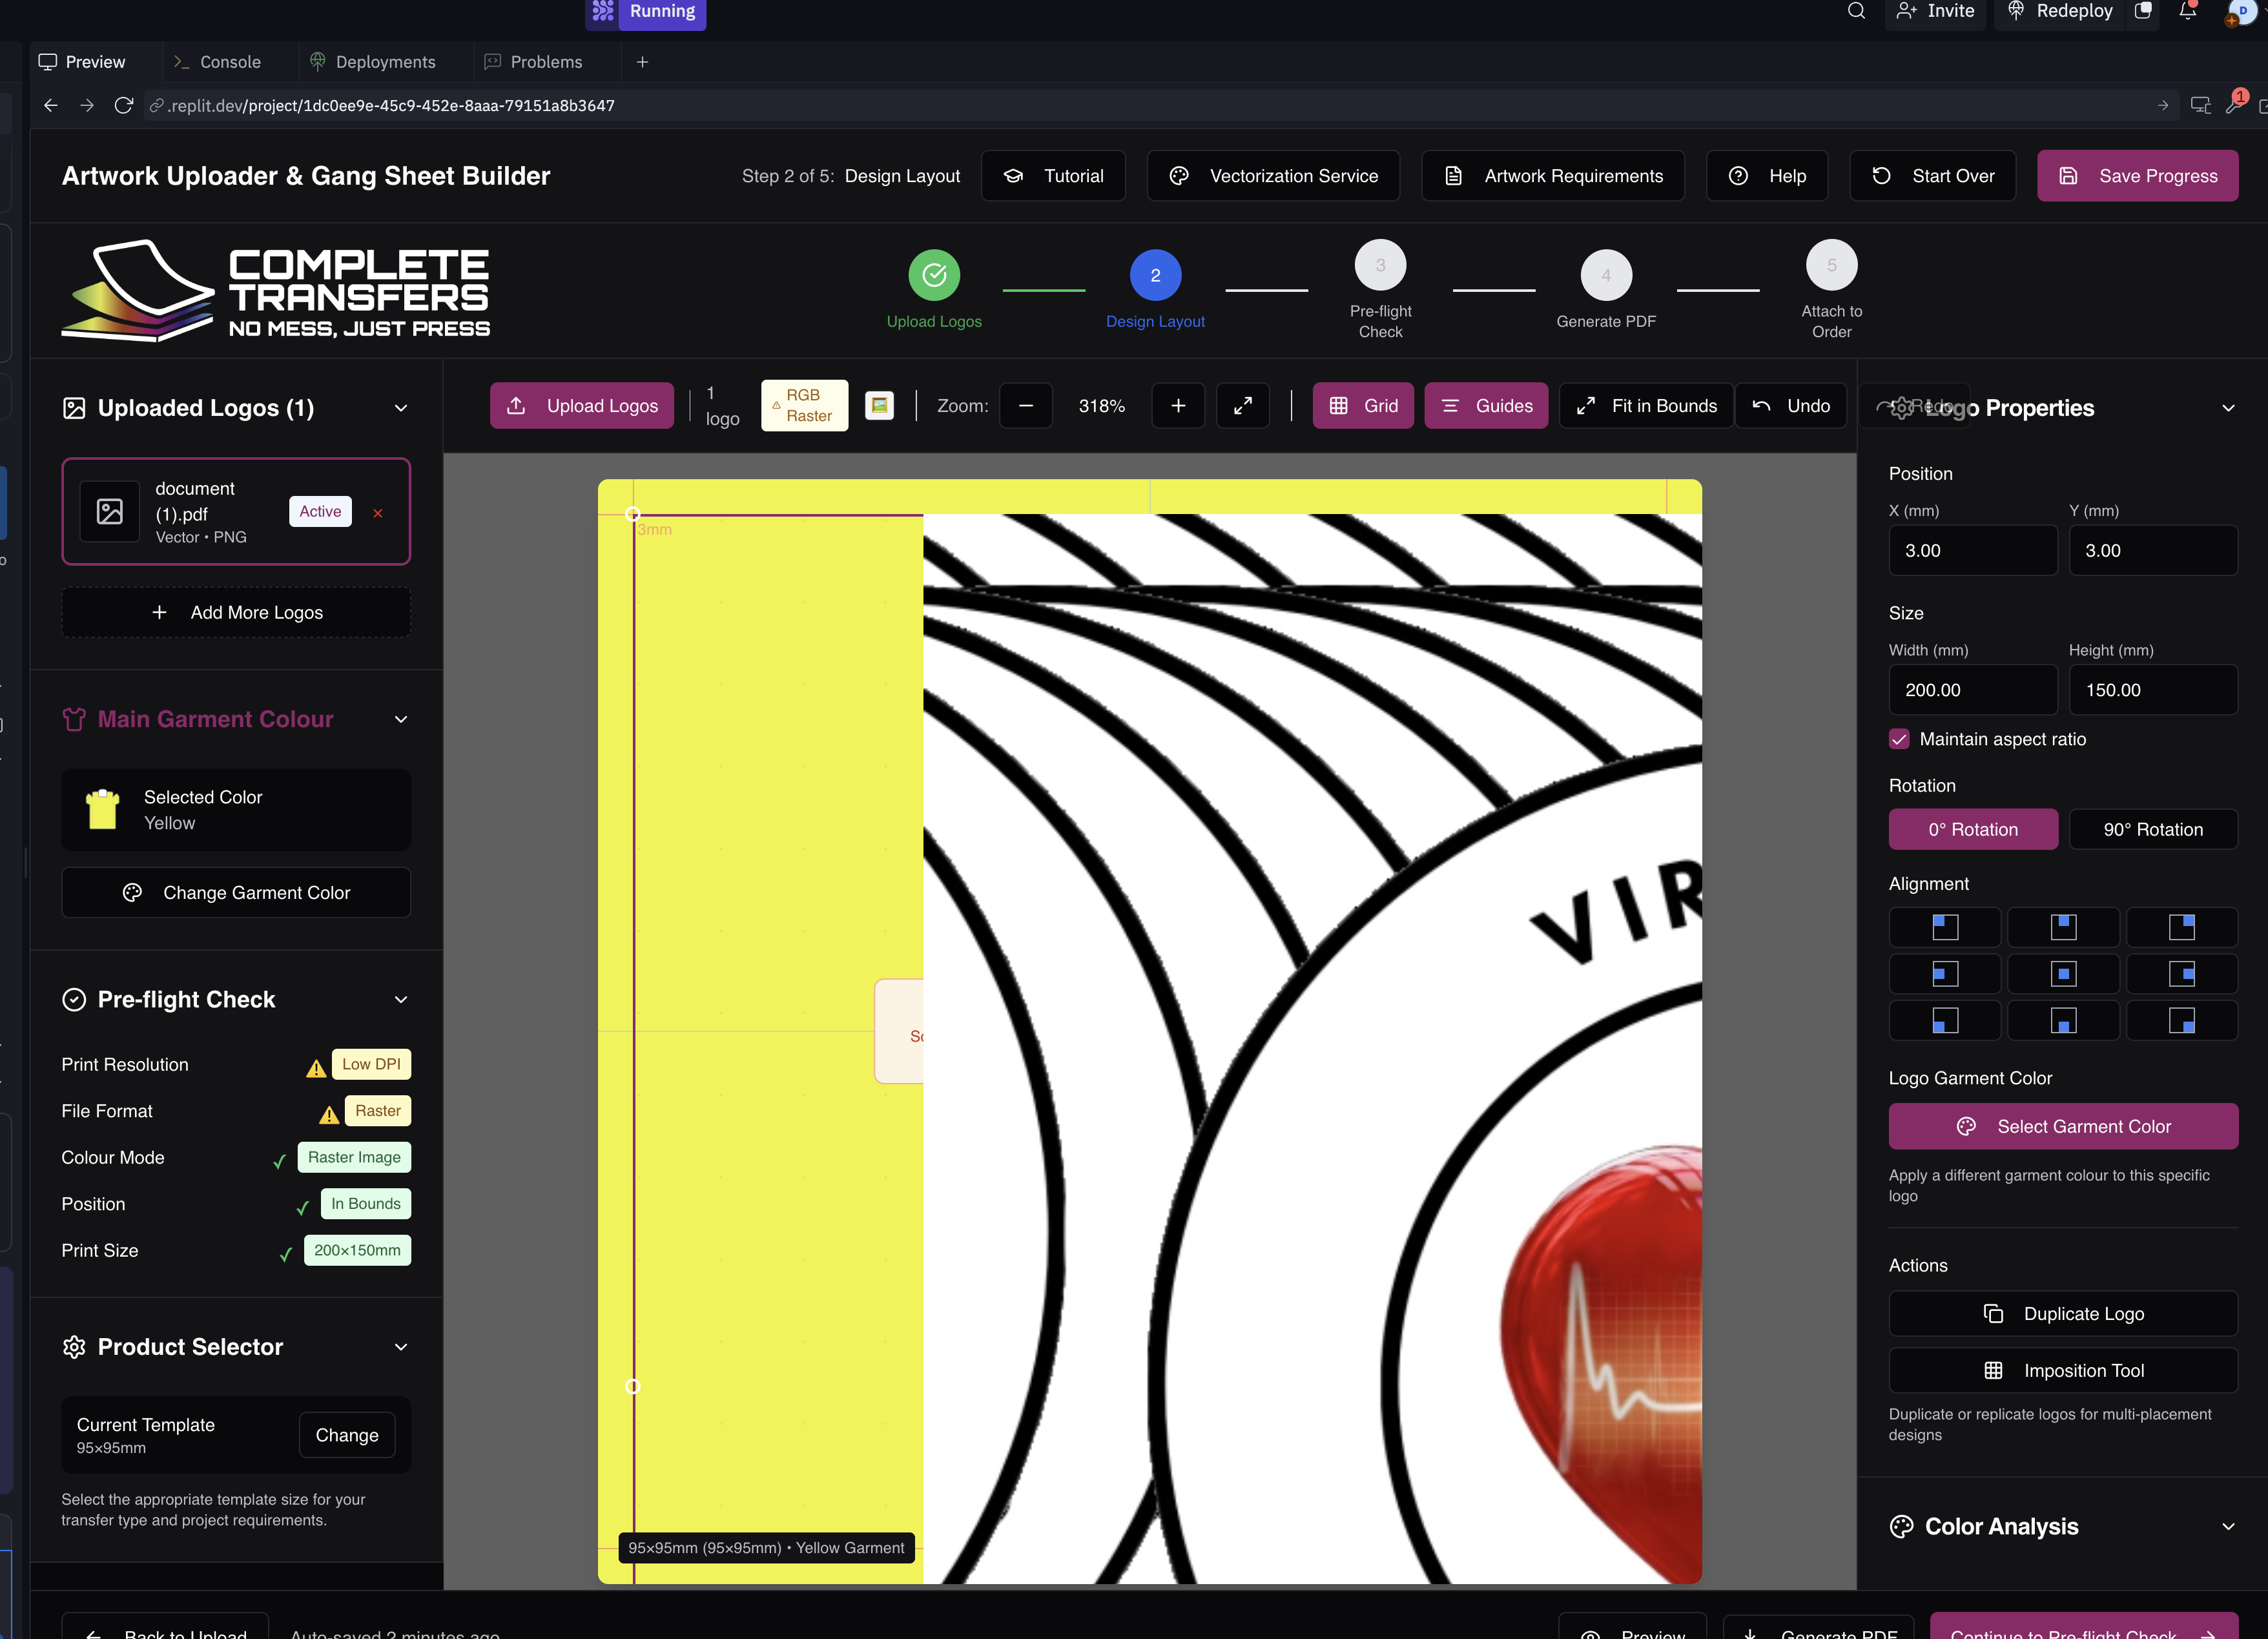 Running
Invite
Redeploy
D
Preview
Console
Deployments
Problems
.replit.dev/project/1dc0ee9e-45c9-452e-8aaa-79151a8b3647
1
Artwork Uploader & Gang Sheet Builder
Step 2 of 5: Design Layout
Tutorial
Vectorization Service
Artwork Requirements
Help
Start Over
Save Progress
COMPLETE
TRANSFERS
NO MESS, JUST PRESS
Upload Logos
2
Design Layout
3
Pre-flight
Check
4
Generate PDF
5
Attach to
Order
Uploaded Logos (1)
document
(1).pdf
Vector • PNG
Active
Add More Logos
Main Garment Colour
Selected Color
Yellow
Change Garment Color
Pre-flight Check
Print Resolution
Low DPI
File Format
Raster
Colour Mode
Raster Image
Position
In Bounds
Print Size
200×150mm
Product Selector
Current Template
95×95mm
Change
Select the appropriate template size for your
transfer type and project requirements.
Upload Logos
1
logo
RGB
Raster
Zoom:
318%
Grid
Guides
Fit in Bounds
Undo
Redo
3mm
VIR
95×95mm (95×95mm) • Yellow Garment
Logo Properties
Position
X (mm)
Y (mm)
3.00
3.00
Size
Width (mm)
Height (mm)
200.00
150.00
Maintain aspect ratio
Rotation
0° Rotation
90° Rotation
Alignment
Logo Garment Color
Select Garment Color
Apply a different garment colour to this specific
logo
Actions
Duplicate Logo
Imposition Tool
Duplicate or replicate logos for multi-placement
designs
Color Analysis
Back to Upload
Auto-saved 2 minutes ago
Preview
Generate PDF
Continue to Pre-flight Check